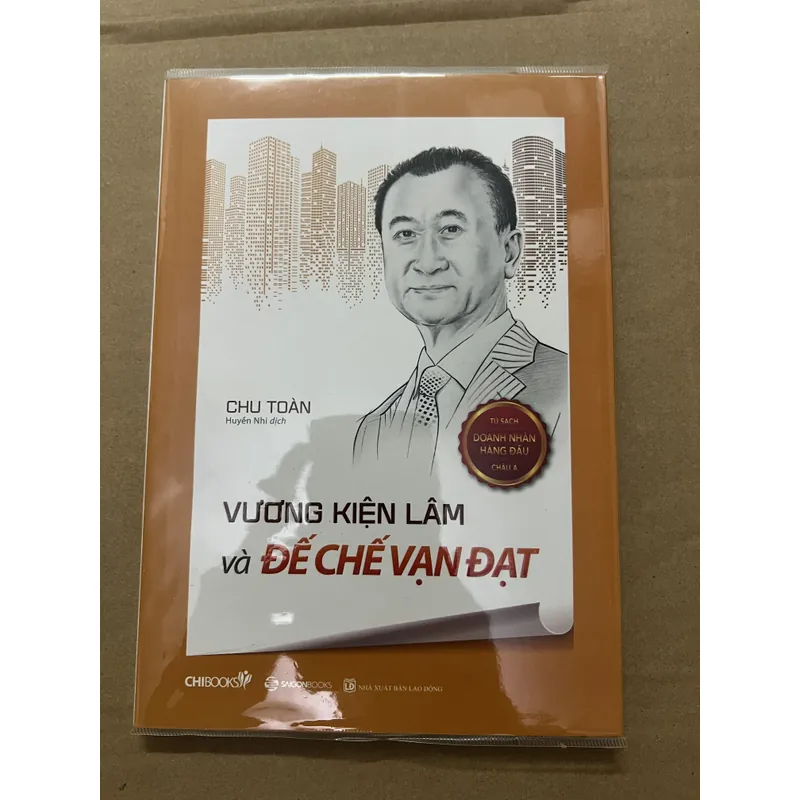 CHU TOÀN
Huyền Nhi dịch
TỦ SÁCH
DOANH NHÂN
HÀNG ĐẦU
CHÂU Á
VƯƠNG KIỆN LÂM
và ĐẾ CHẾ VẠN ĐẠT
CHIBOOKS
SAIGONBOOKS
LĐ NHÀ XUẤT BẢN LAO ĐỘNG